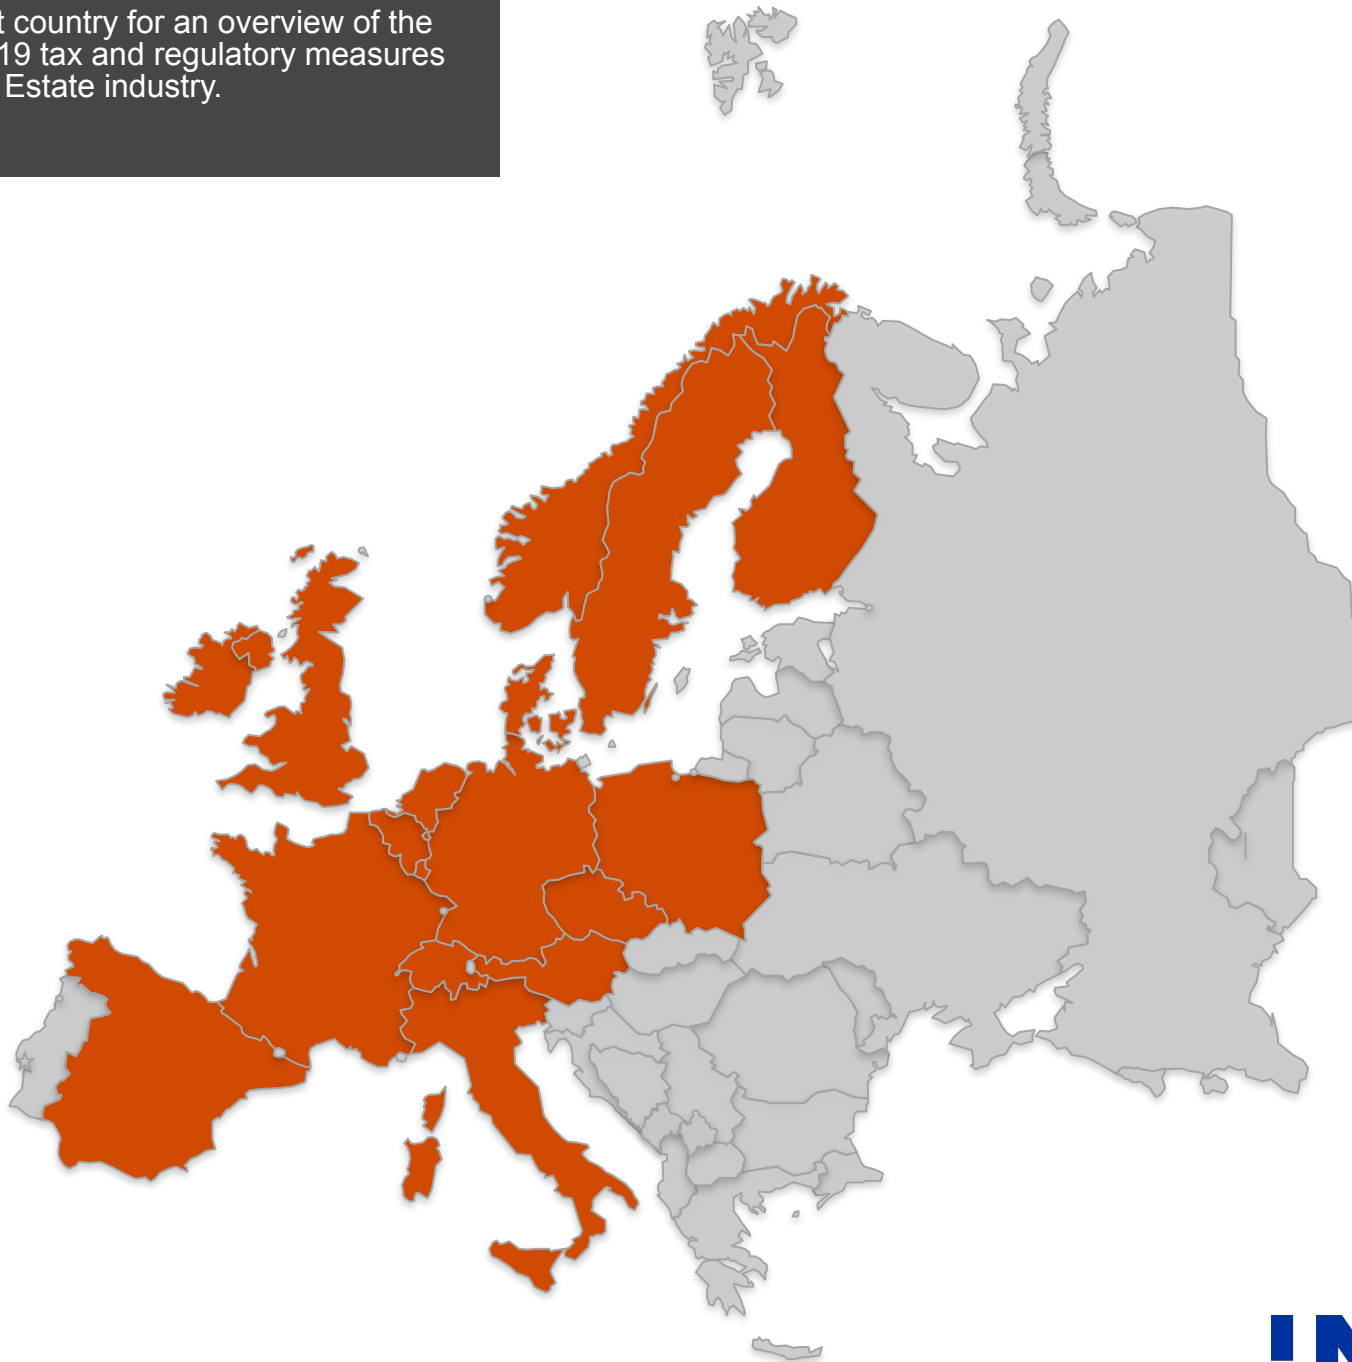 t country for an overview of the
19 tax and regulatory measures
Estate industry.